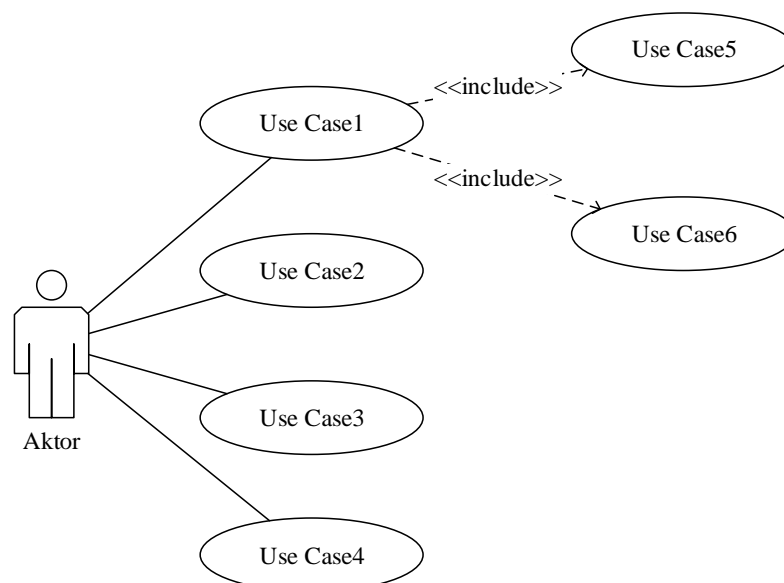 Use Case5
<<include>>
Use Case1
<<include>>
Use Case6
Use Case2
Use Case3
Aktor
Use Case4